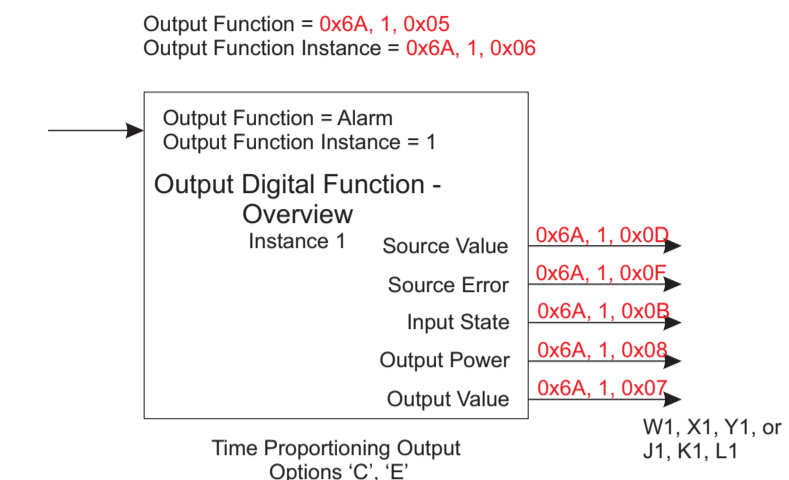 Output Function = 0x6A, 1, 0x05
Output Function Instance = 0x6A, 1, 0x06
Output Function = Alarm
Output Function Instance = 1
Output Digital Function -
Overview
Instance 1
Source Value 0x6A, 1, 0x0D
Source Error 0x6A, 1, 0x0F
Input State 0x6A, 1, 0x0B
Output Power 0x6A, 1, 0x08
Output Value 0x6A, 1, 0x07
W1, X1, Y1, or
J1, K1, L1
Time Proportioning Output
Options ‘C’, ‘E’